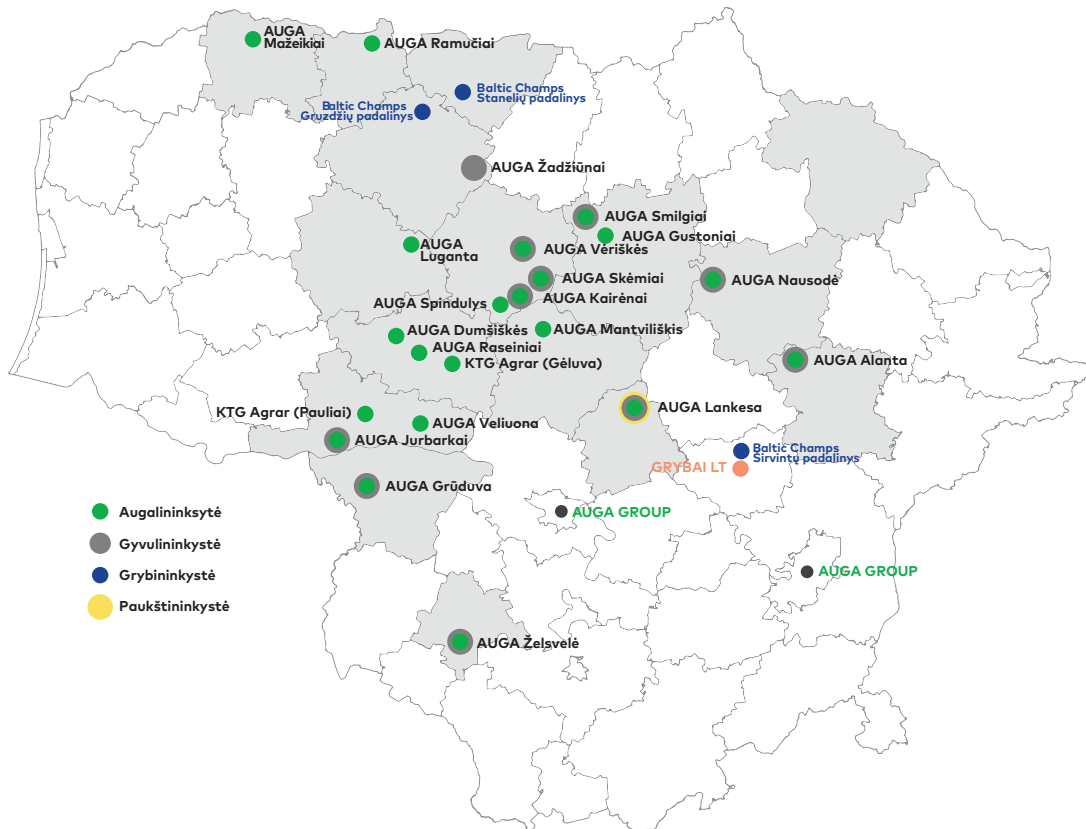 AUGA
Mažeikiai
AUGA Ramučiai
Baltic Champs
Stanelių padalinys
Baltic Champs
Gruzdžių padalinys
AUGA Žadžiūnai
AUGA Smilgiai
AUGA Gustoniai
AUGA
Luganta
AUGA Vėriškės
AUGA Skėmiai
AUGA Nausodė
AUGA Kairėnai
AUGA Spindulys
AUGA Dumšiškės
AUGA Mantviliškis
AUGA Raseiniai
KTG Agrar (Gėluva)
AUGA Alanta
KTG Agrar (Pauliai)
AUGA Lankesa
AUGA Veliuona
AUGA Jurbarkai
Baltic Champs
Širvintų padalinys
GRYBAI LT
AUGA Grūduva
AUGA GROUP
AUGA GROUP
AUGA Želsvelė
Augalininksytė
Gyvulininkystė
Grybininkystė
Paukštininkystė